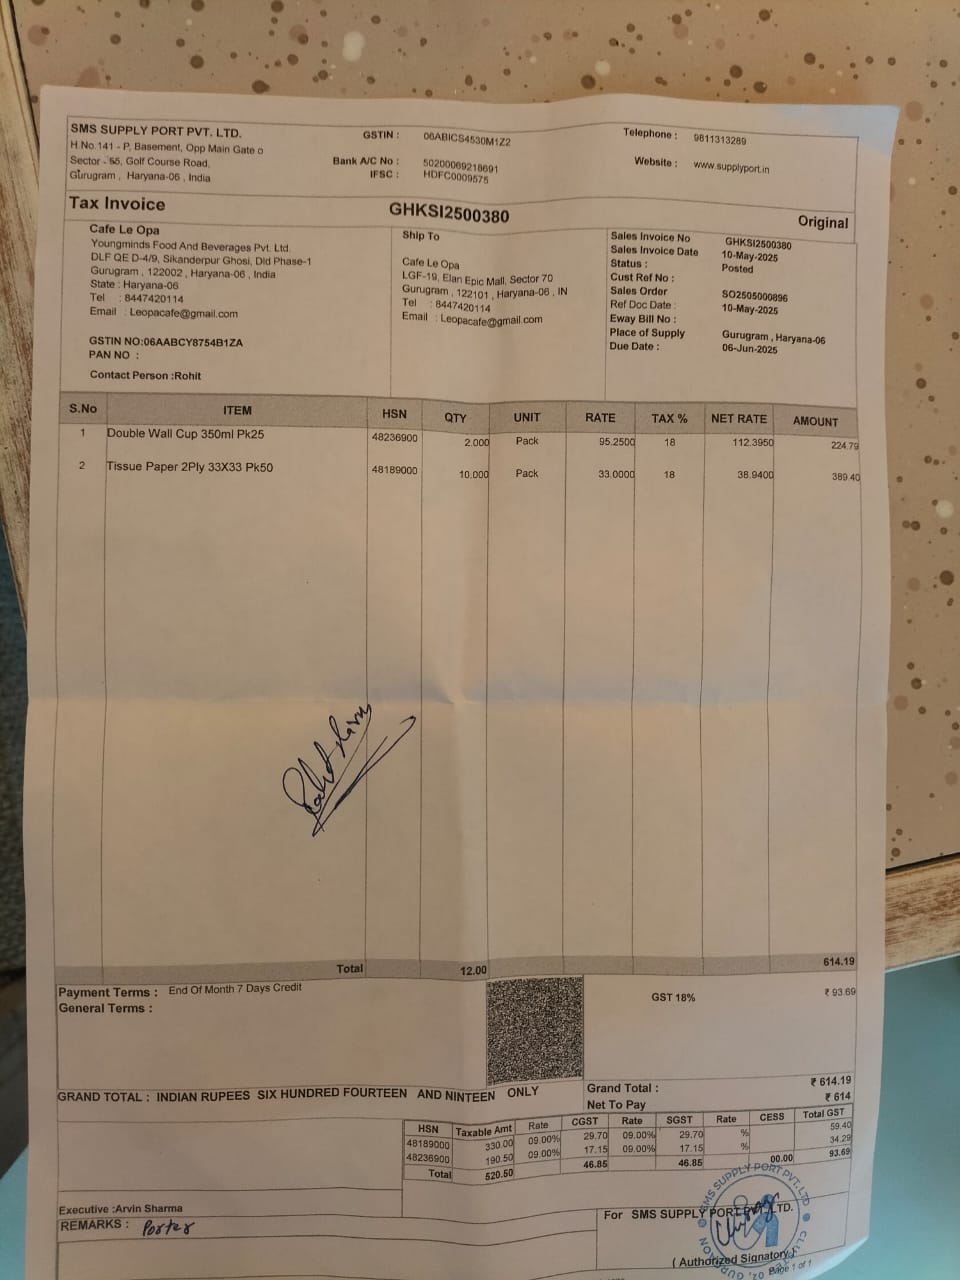 SMS SUPPLY PORT PVT. LTD.
H.No.141 - P, Basement, Opp Main Gate o
Sector - 55, Golf Course Road,
Gurugram , Haryana-06 , India
GSTIN : 06ABICS4530M1Z2
Bank A/C No : 50200069218691
IFSC : HDFC0009575
Telephone : 9811313289
Website : www.supplyport.in
Tax Invoice
GHKSI2500380
Original
Cafe Le Opa
Youngminds Food And Beverages Pvt. Ltd.
DLF QE D-4/9, Sikanderpur Ghosi, Dld Phase-1
Gurugram , 122002 , Haryana-06 , India
State : Haryana-06
Tel : 8447420114
Email : Leopacafe@gmail.com
GSTIN NO:06AABCY8754B1ZA
PAN NO :
Contact Person :Rohit
Ship To
Cafe Le Opa
LGF-19, Elan Epic Mall, Sector 70
Gurugram , 122101 , Haryana-06 , IN
Tel : 8447420114
Email : Leopacafe@gmail.com
Sales Invoice No GHKSI2500380
Sales Invoice Date 10-May-2025
Status : Posted
Cust Ref No :
Sales Order SO2505000896
Ref Doc Date : 10-May-2025
Eway Bill No :
Place of Supply Gurugram , Haryana-06
Due Date : 06-Jun-2025
S.No ITEM HSN QTY UNIT RATE TAX % NET RATE AMOUNT
1 Double Wall Cup 350ml Pk25 48236900 2.000 Pack 95.2500 18 112.3950 224.79
2 Tissue Paper 2Ply 33X33 Pk50 48189000 10.000 Pack 33.0000 18 38.9400 389.40
Total 12.00 614.19
Payment Terms : End Of Month 7 Days Credit
General Terms :
GST 18% ₹ 93.69
GRAND TOTAL : INDIAN RUPEES SIX HUNDRED FOURTEEN AND NINTEEN ONLY
Grand Total : ₹ 614.19
Net To Pay ₹ 614
HSN Taxable Amt Rate CGST Rate SGST Rate CESS Total GST
48189000 330.00 09.00% 29.70 09.00% 29.70 % 59.40
48236900 190.50 09.00% 17.15 09.00% 17.15 % 34.29
Total 520.50 46.85 46.85 00.00 93.69
Executive :Arvin Sharma
REMARKS : Porter
For SMS SUPPLY PORT PVT. LTD.
SMS SUPPLY PORT PVT. LTD
( Authorized Signatory )
Page 1 of 1